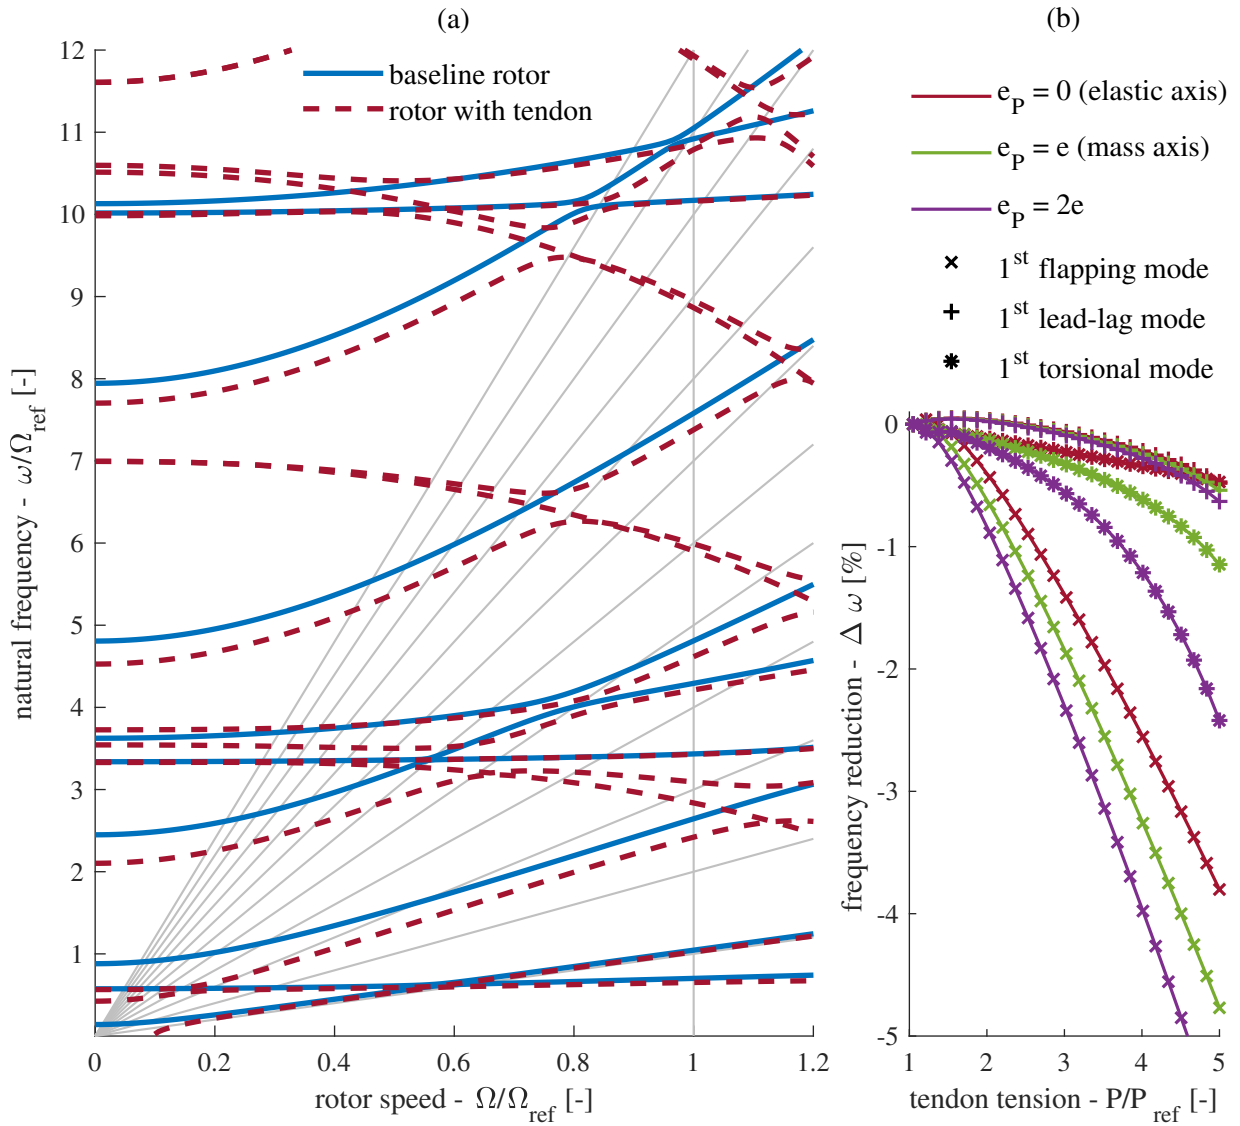 (a)
(b)
12
11
10
9
8
7
6
5
4
3
2
1
natural frequency - ω/Ω_ref [-]
baseline rotor
rotor with tendon
0
0.2
0.4
0.6
0.8
1
1.2
rotor speed - Ω/Ω_ref [-]
e_P = 0 (elastic axis)
e_P = e (mass axis)
e_P = 2e
1^st flapping mode
1^st lead-lag mode
1^st torsional mode
0
-1
-2
-3
-4
-5
frequency reduction - Δ ω [%]
1
2
3
4
5
tendon tension - P/P_ref [-]